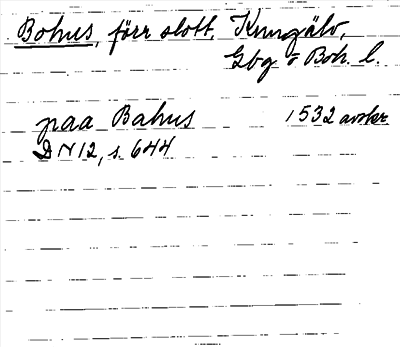 Bohus, förr slott, Kungälv,
Gbg o Boh. l.
paa Bahus 1532 avskr
DN 12, s. 644